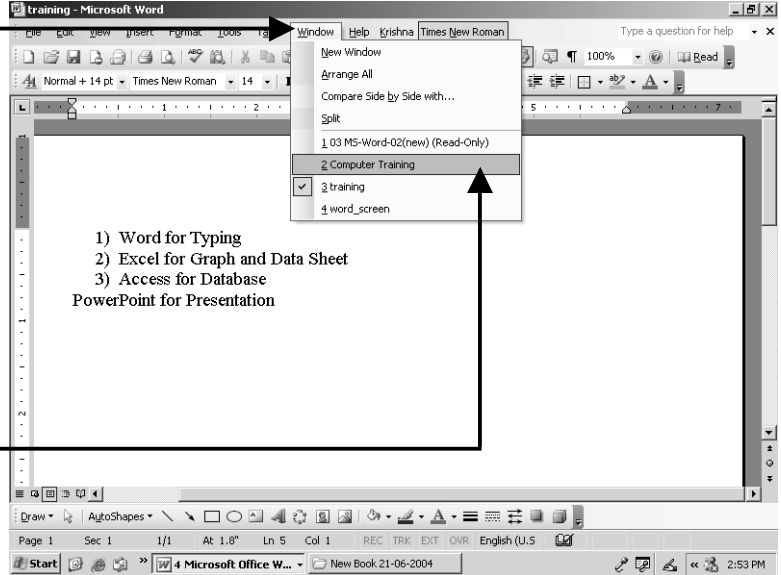 training - Microsoft Word
File Edit View Insert Format Tools Window Help Krishna Times New Roman Type a question for help
100% Read
Normal + 14 pt Times New Roman 14
New Window
Arrange All
Compare Side by Side with...
Split
1 03 MS-Word-02(new) (Read-Only)
2 Computer Training
3 training
4 word_screen
1 2 5 7
1) Word for Typing
2) Excel for Graph and Data Sheet
3) Access for Database
PowerPoint for Presentation
Draw AutoShapes
Page 1 Sec 1 1/1 At 1.8" Ln 5 Col 1 REC TRK EXT OVR English (U.S
Start 4 Microsoft Office W... New Book 21-06-2004 2:53 PM